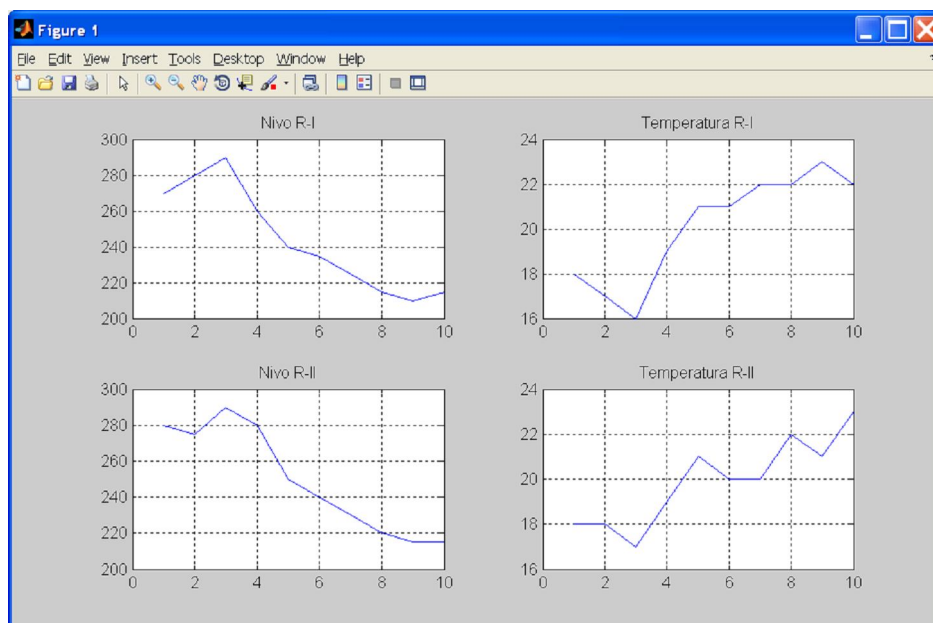 Figure 1
File Edit View Insert Tools Desktop Window Help
Nivo R-I
300
280
260
240
220
200
0 2 4 6 8 10
Temperatura R-I
24
22
20
18
16
0 2 4 6 8 10
Nivo R-II
300
280
260
240
220
200
0 2 4 6 8 10
Temperatura R-II
24
22
20
18
16
0 2 4 6 8 10